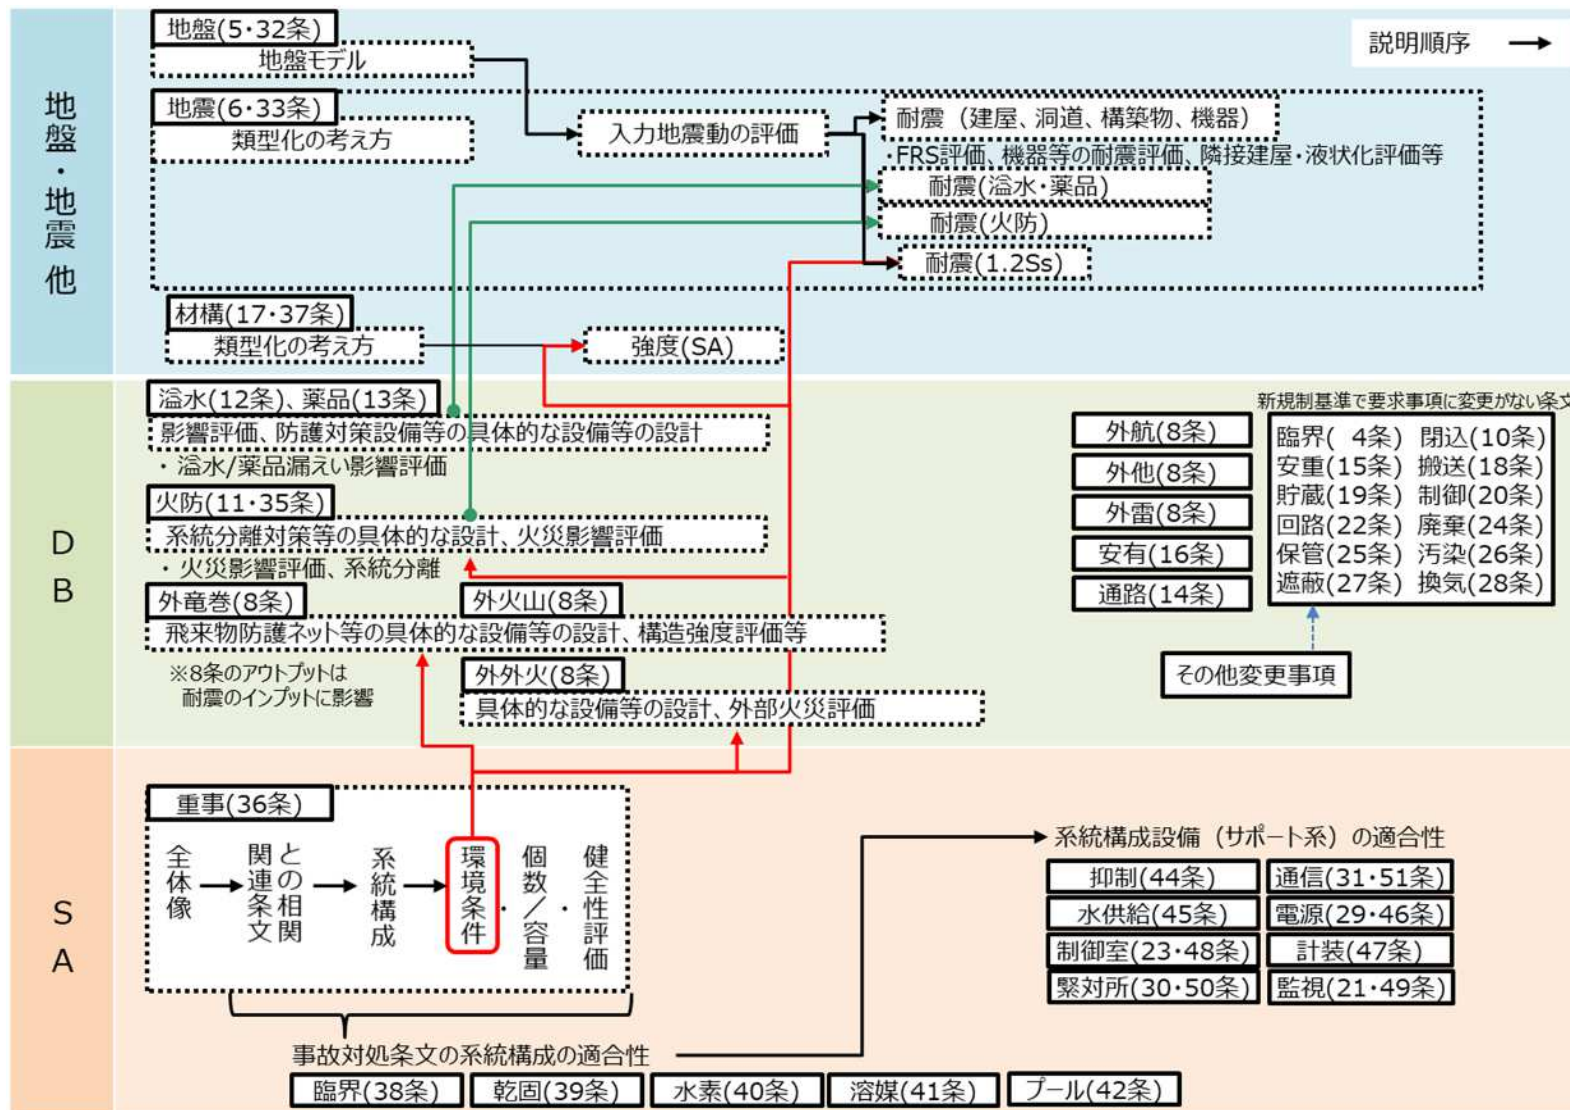 説明順序
地盤・地震 他
地盤(5・32条)
地盤モデル
地震(6・33条)
類型化の考え方
入力地震動の評価
耐震（建屋、洞道、構築物、機器）
・FRS評価、機器等の耐震評価、隣接建屋・液状化評価等
耐震(溢水・薬品)
耐震(火防)
耐震(1.2Ss)
材構(17・37条)
類型化の考え方
強度(SA)
DB
溢水(12条)、薬品(13条)
影響評価、防護対策設備等の具体的な設備等の設計
・溢水/薬品漏えい影響評価
火防(11・35条)
系統分離対策等の具体的な設計、火災影響評価
・火災影響評価、系統分離
外竜巻(8条)
外火山(8条)
飛来物防護ネット等の具体的な設備等の設計、構造強度評価等
※8条のアウトプットは
耐震のインプットに影響
外外火(8条)
具体的な設備等の設計、外部火災評価
外航(8条)
外他(8条)
外雷(8条)
安有(16条)
通路(14条)
新規制基準で要求事項に変更がない条文
臨界( 4条) 閉込(10条)
安重(15条) 搬送(18条)
貯蔵(19条) 制御(20条)
回路(22条) 廃棄(24条)
保管(25条) 汚染(26条)
遮蔽(27条) 換気(28条)
その他変更事項
SA
重事(36条)
全体像
関連条文
との相関
系統構成
環境条件
・
個数／容量
・
健全性評価
事故対処条文の系統構成の適合性
臨界(38条)
乾固(39条)
水素(40条)
溶媒(41条)
プール(42条)
系統構成設備（サポート系）の適合性
抑制(44条)
通信(31・51条)
水供給(45条)
電源(29・46条)
制御室(23・48条)
計装(47条)
緊対所(30・50条)
監視(21・49条)